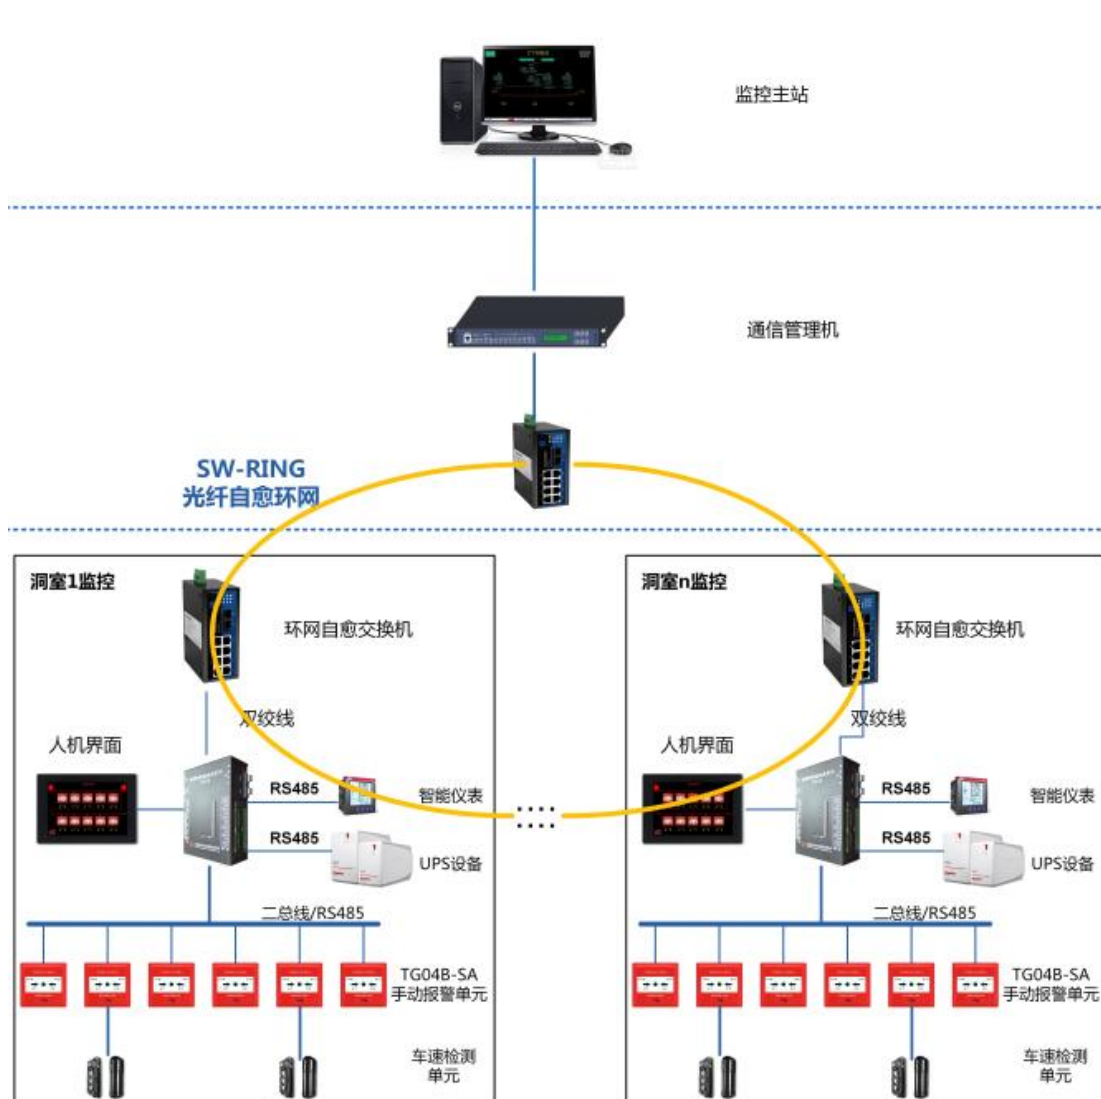 监控主站
通信管理机
SW-RING
光纤自愈环网
洞室1监控
环网自愈交换机
双绞线
人机界面
RS485
智能仪表
RS485
UPS设备
二总线/RS485
TG04B-SA
手动报警单元
车速检测
单元
洞室n监控
环网自愈交换机
双绞线
人机界面
RS485
智能仪表
RS485
UPS设备
二总线/RS485
TG04B-SA
手动报警单元
车速检测
单元